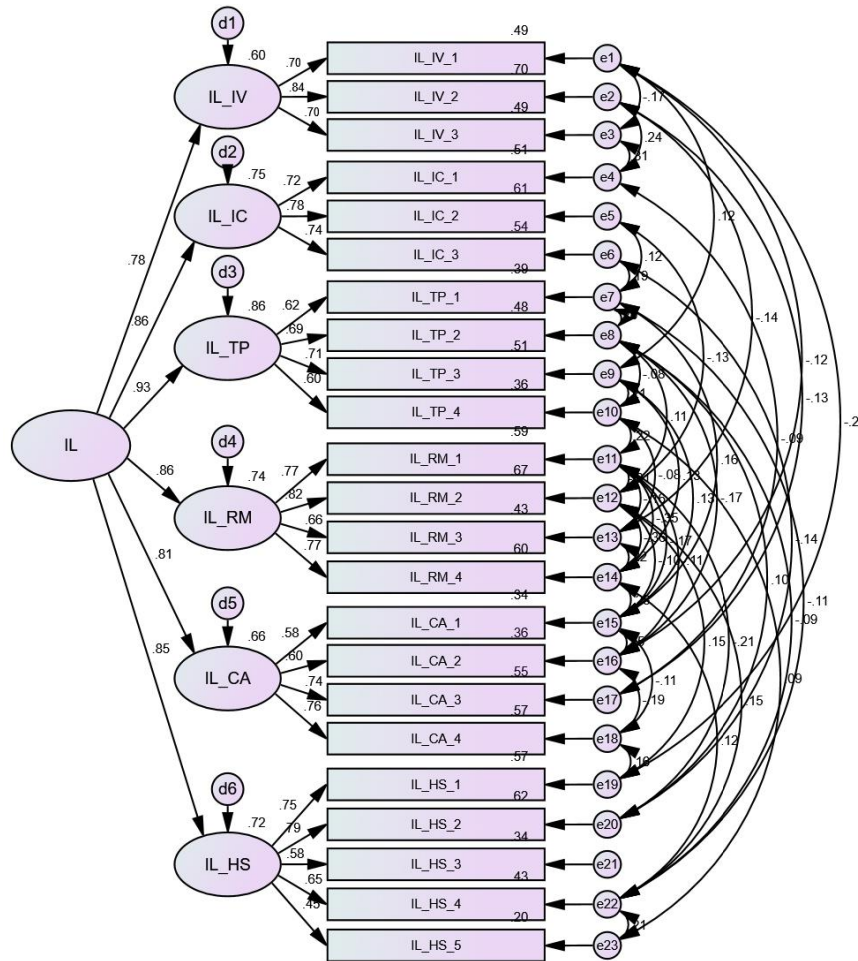 d1
.49
.60
.70
IL_IV_1
e1
.70
IL_IV
.84
IL_IV_2
e2
-.17
.49
.70
IL_IV_3
e3
.24
.51
d2
.75
.72
IL_IC_1
e4
.61
IL_IC
.78
IL_IC_2
e5
.12
.54
.78
.74
IL_IC_3
e6
.12
.39
d3
.86
.62
IL_TP_1
e7
-.14
.86
.48
IL_TP
.69
IL_TP_2
e8
-.13
-.12
.51
.93
.71
IL_TP_3
e9
-.08
-.13
.36
.60
IL_TP_4
e10
.11
-.2
.59
IL
d4
.74
.77
IL_RM_1
e11
.22
.16
-.09
.67
.86
IL_RM
.82
IL_RM_2
e12
-.08
.13
.13
-.17
.43
.66
IL_RM_3
e13
-.35
.17
-.14
.60
.81
.77
IL_RM_4
e14
-.10
.11
.10
-.11
.34
d5
.66
.58
IL_CA_1
e15
-.09
.36
.85
IL_CA
.60
IL_CA_2
e16
.15
-.21
.55
.74
IL_CA_3
e17
-.11
.09
.57
.76
IL_CA_4
e18
-.19
.15
.57
d6
.72
.75
IL_HS_1
e19
.12
.62
IL_HS
.79
IL_HS_2
e20
.34
.58
IL_HS_3
e21
.43
.65
IL_HS_4
e22
.20
.45
IL_HS_5
e23
.21